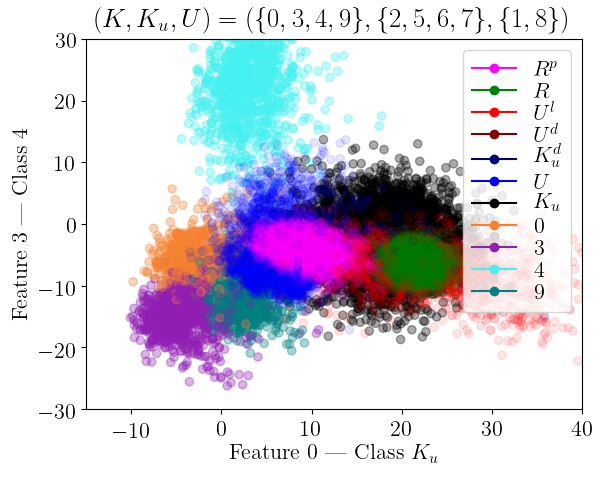 (K, K_u, U) = ({0, 3, 4, 9}, {2, 5, 6, 7}, {1, 8})
30
20
10
0
−10
−20
−30
Feature 3 — Class 4
R^p
R
U^l
U^d
K_u^d
U
K_u
0
3
4
9
−10 0 10 20 30 40
Feature 0 — Class K_u